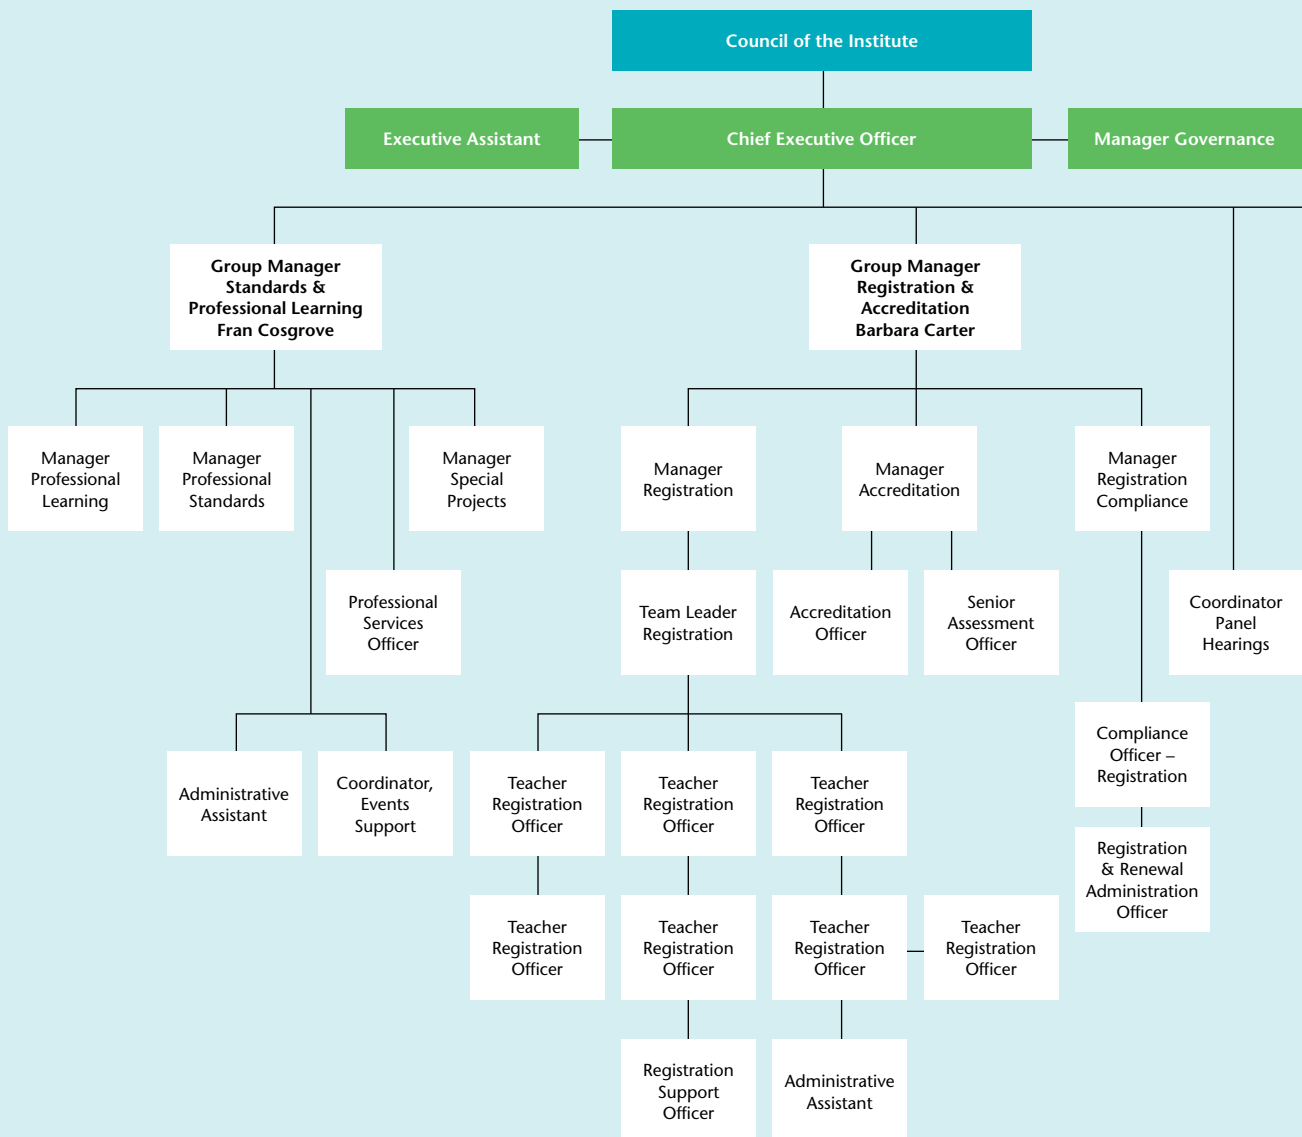 Council of the Institute
Executive Assistant
Chief Executive Officer
Manager Governance
Group Manager
Standards &
Professional Learning
Fran Cosgrove
Group Manager
Registration &
Accreditation
Barbara Carter
Manager
Professional
Learning
Manager
Professional
Standards
Manager
Special
Projects
Manager
Registration
Manager
Accreditation
Manager
Registration
Compliance
Professional
Services
Officer
Team Leader
Registration
Accreditation
Officer
Senior
Assessment
Officer
Coordinator
Panel
Hearings
Administrative
Assistant
Coordinator,
Events
Support
Teacher
Registration
Officer
Teacher
Registration
Officer
Teacher
Registration
Officer
Compliance
Officer –
Registration
Registration
& Renewal
Administration
Officer
Teacher
Registration
Officer
Teacher
Registration
Officer
Teacher
Registration
Officer
Teacher
Registration
Officer
Registration
Support
Officer
Administrative
Assistant